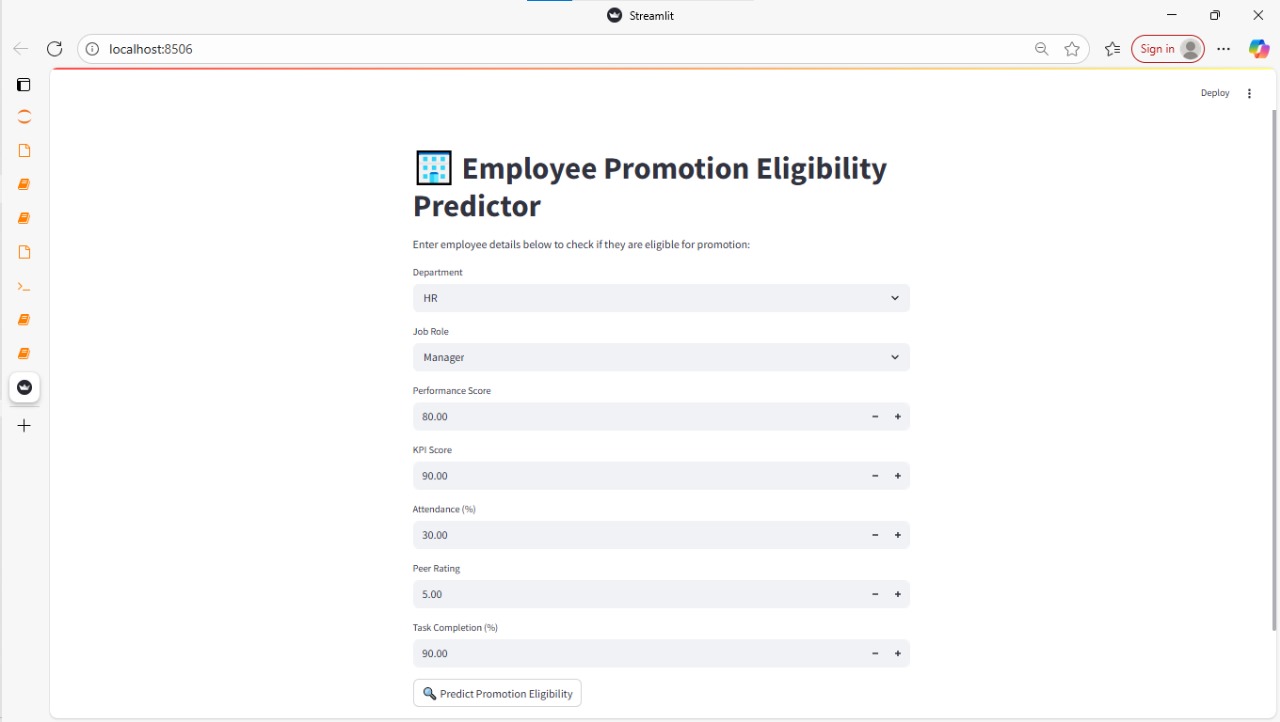 Streamlit
localhost:8506
Sign in
Deploy
Employee Promotion Eligibility
Predictor
Enter employee details below to check if they are eligible for promotion:
Department
HR
Job Role
Manager
Performance Score
80.00
KPI Score
90.00
Attendance (%)
30.00
Peer Rating
5.00
Task Completion (%)
90.00
Predict Promotion Eligibility